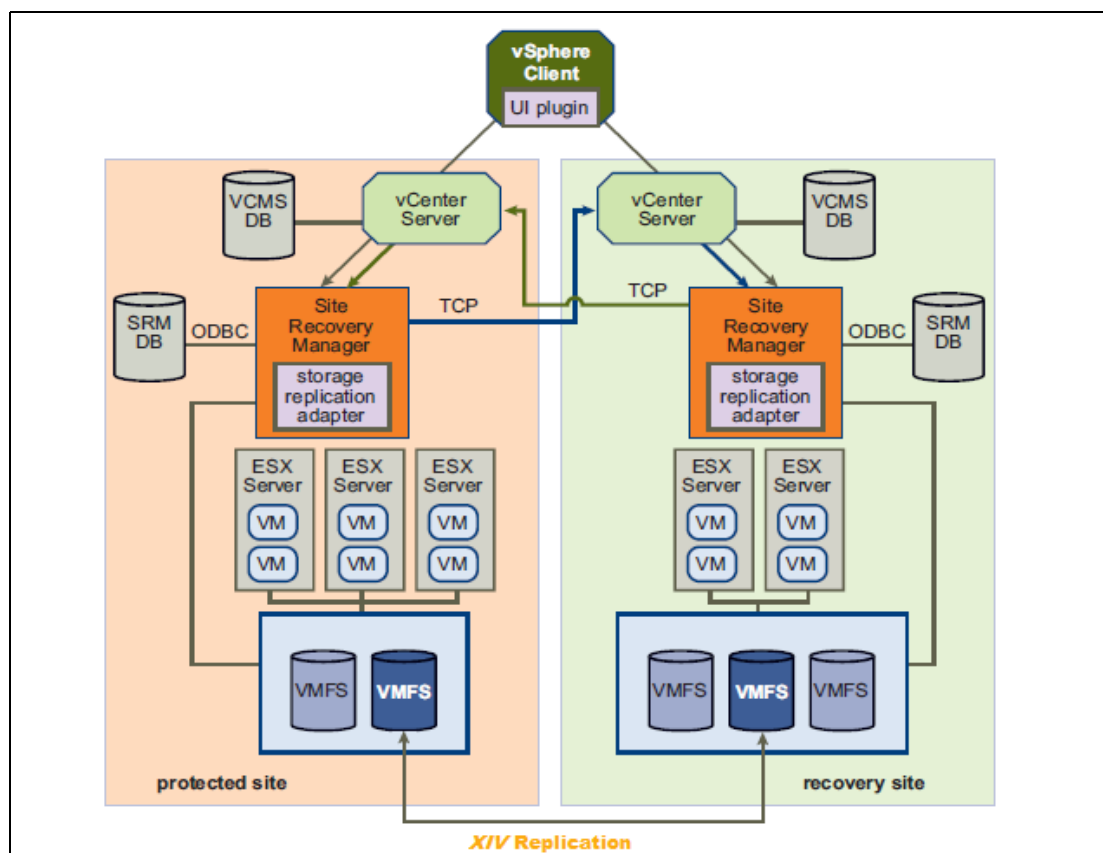 vSphere
Client
UI plugin
VCMS
DB
vCenter
Server
vCenter
Server
VCMS
DB
SRM
DB
ODBC
Site
Recovery
Manager
storage
replication
adapter
TCP
TCP
Site
Recovery
Manager
storage
replication
adapter
ODBC
SRM
DB
ESX
Server
VM
VM
ESX
Server
VM
VM
ESX
Server
VM
VM
ESX
Server
VM
VM
ESX
Server
VM
VM
VMFS
VMFS
VMFS
VMFS
VMFS
protected site
recovery site
XIV Replication